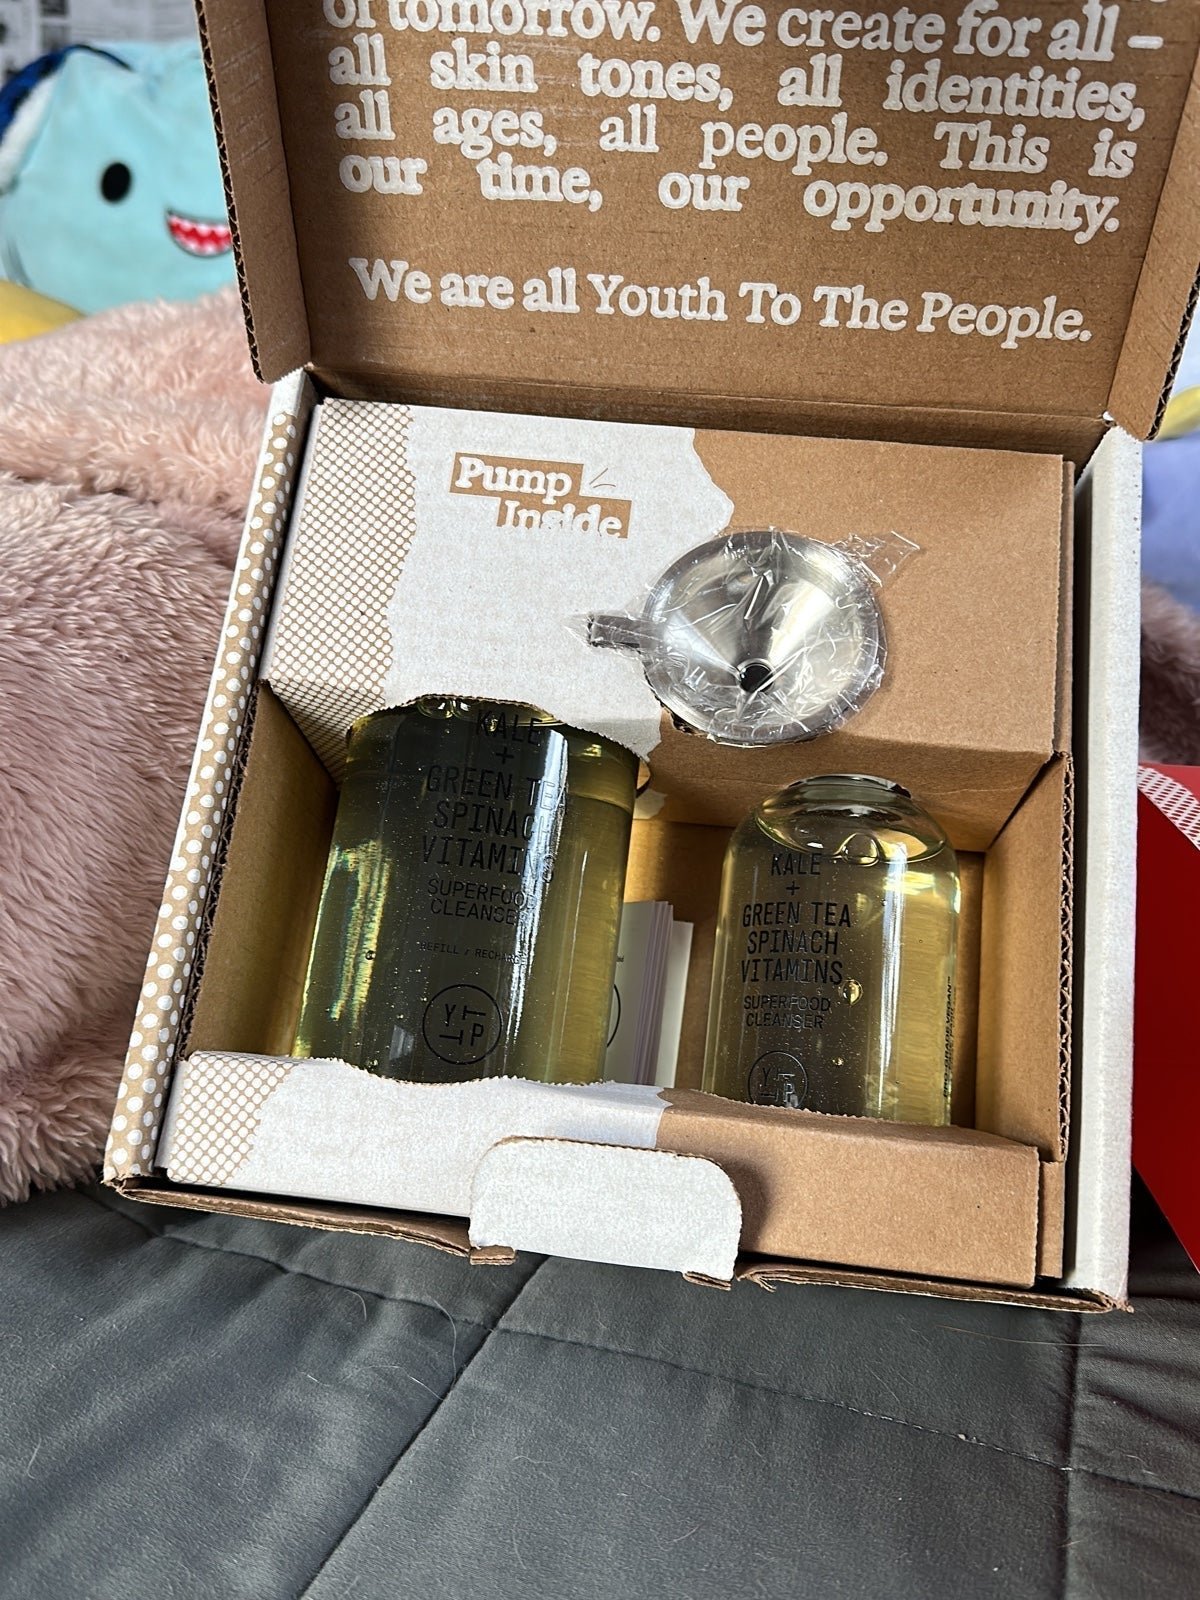 of tomorrow. We create for all –
all skin tones, all identities,
all ages, all people. This is
our time, our opportunity.
We are all Youth To The People.
Pump
Inside
KALE
+
GREEN TEA
SPINACH
VITAMINS
SUPERFOOD
CLEANSER
REFILL / RECHARGE
YTTP
KALE
+
GREEN TEA
SPINACH
VITAMINS
SUPERFOOD
CLEANSER
YTTP